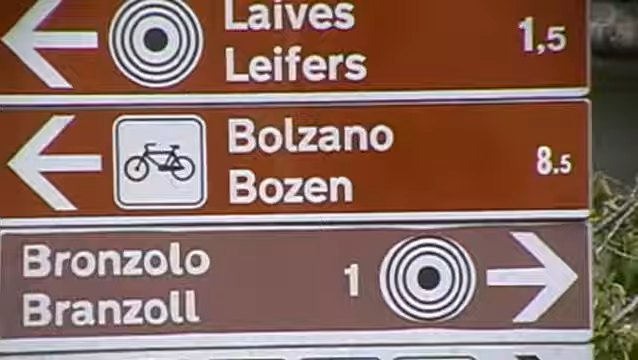 Laives
Leifers
1,5
Bolzano
Bozen
8.5
Bronzolo
Branzoll
1